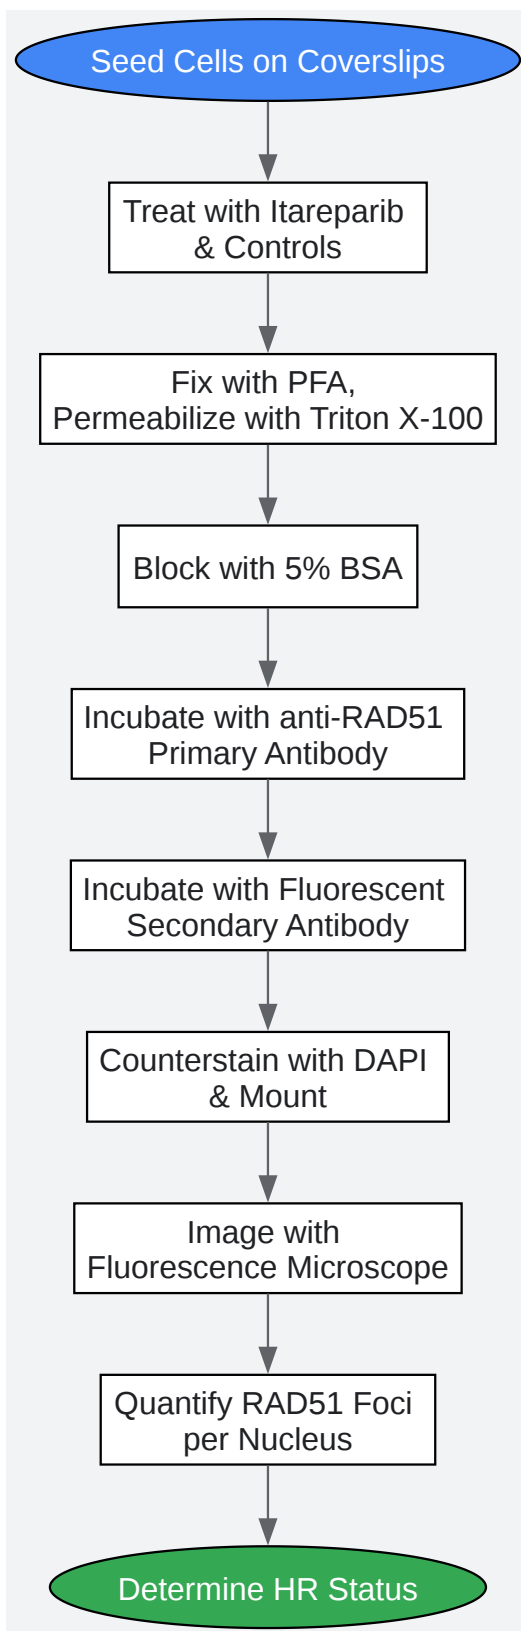 Seed Cells on Coverslips
Treat with Itareparib
& Controls
Fix with PFA,
Permeabilize with Triton X-100
Block with 5% BSA
Incubate with anti-RAD51
Primary Antibody
Incubate with Fluorescent
Secondary Antibody
Counterstain with DAPI
& Mount
Image with
Fluorescence Microscope
Quantify RAD51 Foci
per Nucleus
Determine HR Status